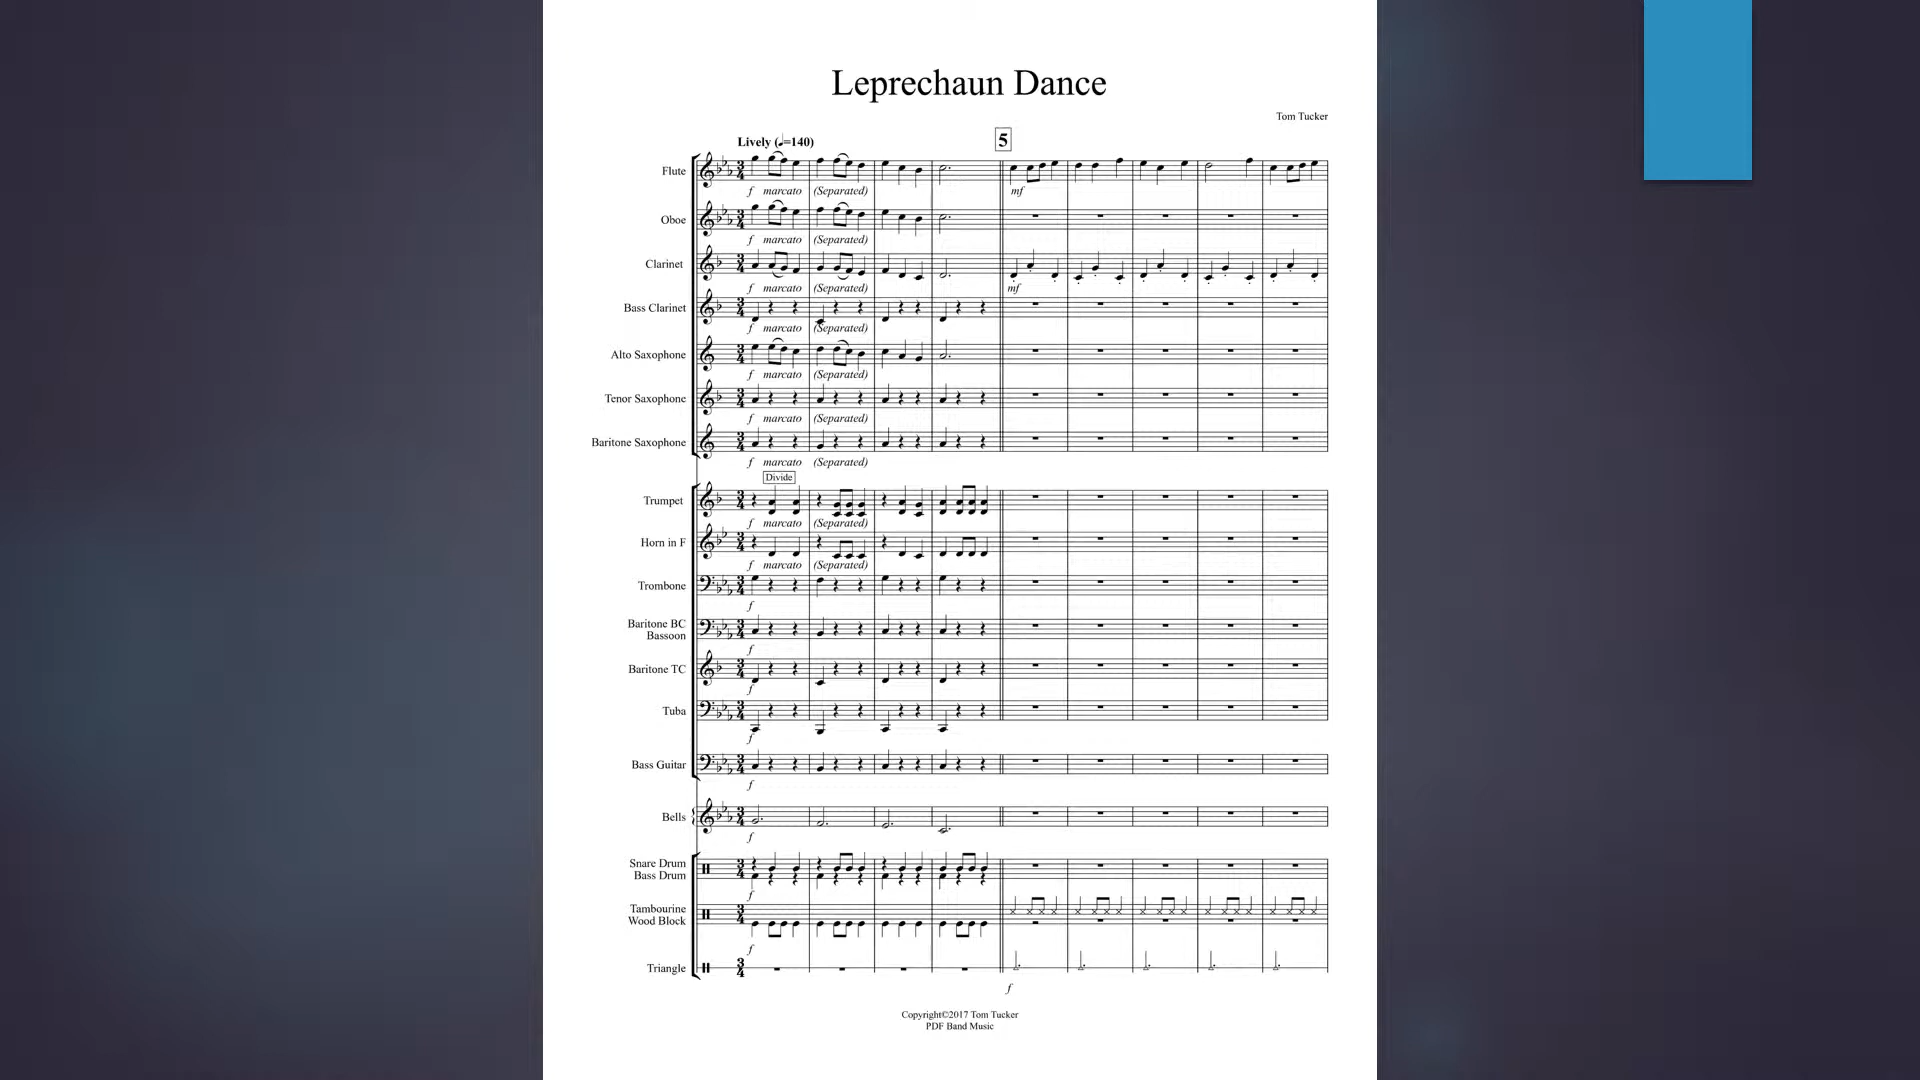 Leprechaun Dance
Tom Tucker
Lively (♩=140)
5
Flute
f marcato (Separated)
mf
Oboe
f marcato (Separated)
Clarinet
f marcato (Separated)
mf
Bass Clarinet
f marcato (Separated)
Alto Saxophone
f marcato (Separated)
Tenor Saxophone
f marcato (Separated)
Baritone Saxophone
f marcato (Separated)
Divide
Trumpet
f marcato (Separated)
Horn in F
f marcato (Separated)
Trombone
f
Baritone BC
Bassoon
f
Baritone TC
f
Tuba
f
Bass Guitar
f
Bells
f
Snare Drum
Bass Drum
f
Tambourine
Wood Block
f
Triangle
f
Copyright©2017 Tom Tucker
PDF Band Music